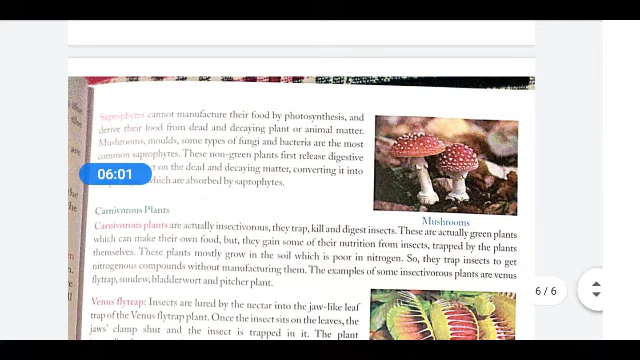 Saprophytes cannot manufacture their food by photosynthesis, and
derive their food from dead and decaying plant or animal matter.
Mushrooms, moulds, some types of fungi and bacteria are the most
common saprophytes. These non-green plants first release digestive
on the dead and decaying matter, converting it into
06:01
which are absorbed by saprophytes.
Mushrooms
Carnivorous Plants
Carnivorous plants are actually insectivorous, they trap, kill and digest insects. These are actually green plants
which can make their own food, but, they gain some of their nutrition from insects, trapped by the plants
themselves. These plants mostly grow in the soil which is poor in nitrogen. So, they trap insects to get
nitrogenous compounds without manufacturing them. The examples of some insectivorous plants are venus
flytrap, sundew, bladderwort and pitcher plant.
6 / 6
Venus flytrap: Insects are lured by the nectar into the jaw-like leaf
trap of the Venus flytrap plant. Once the insect sits on the leaves, the
jaws' clamp shut and the insect is trapped in it. The plant